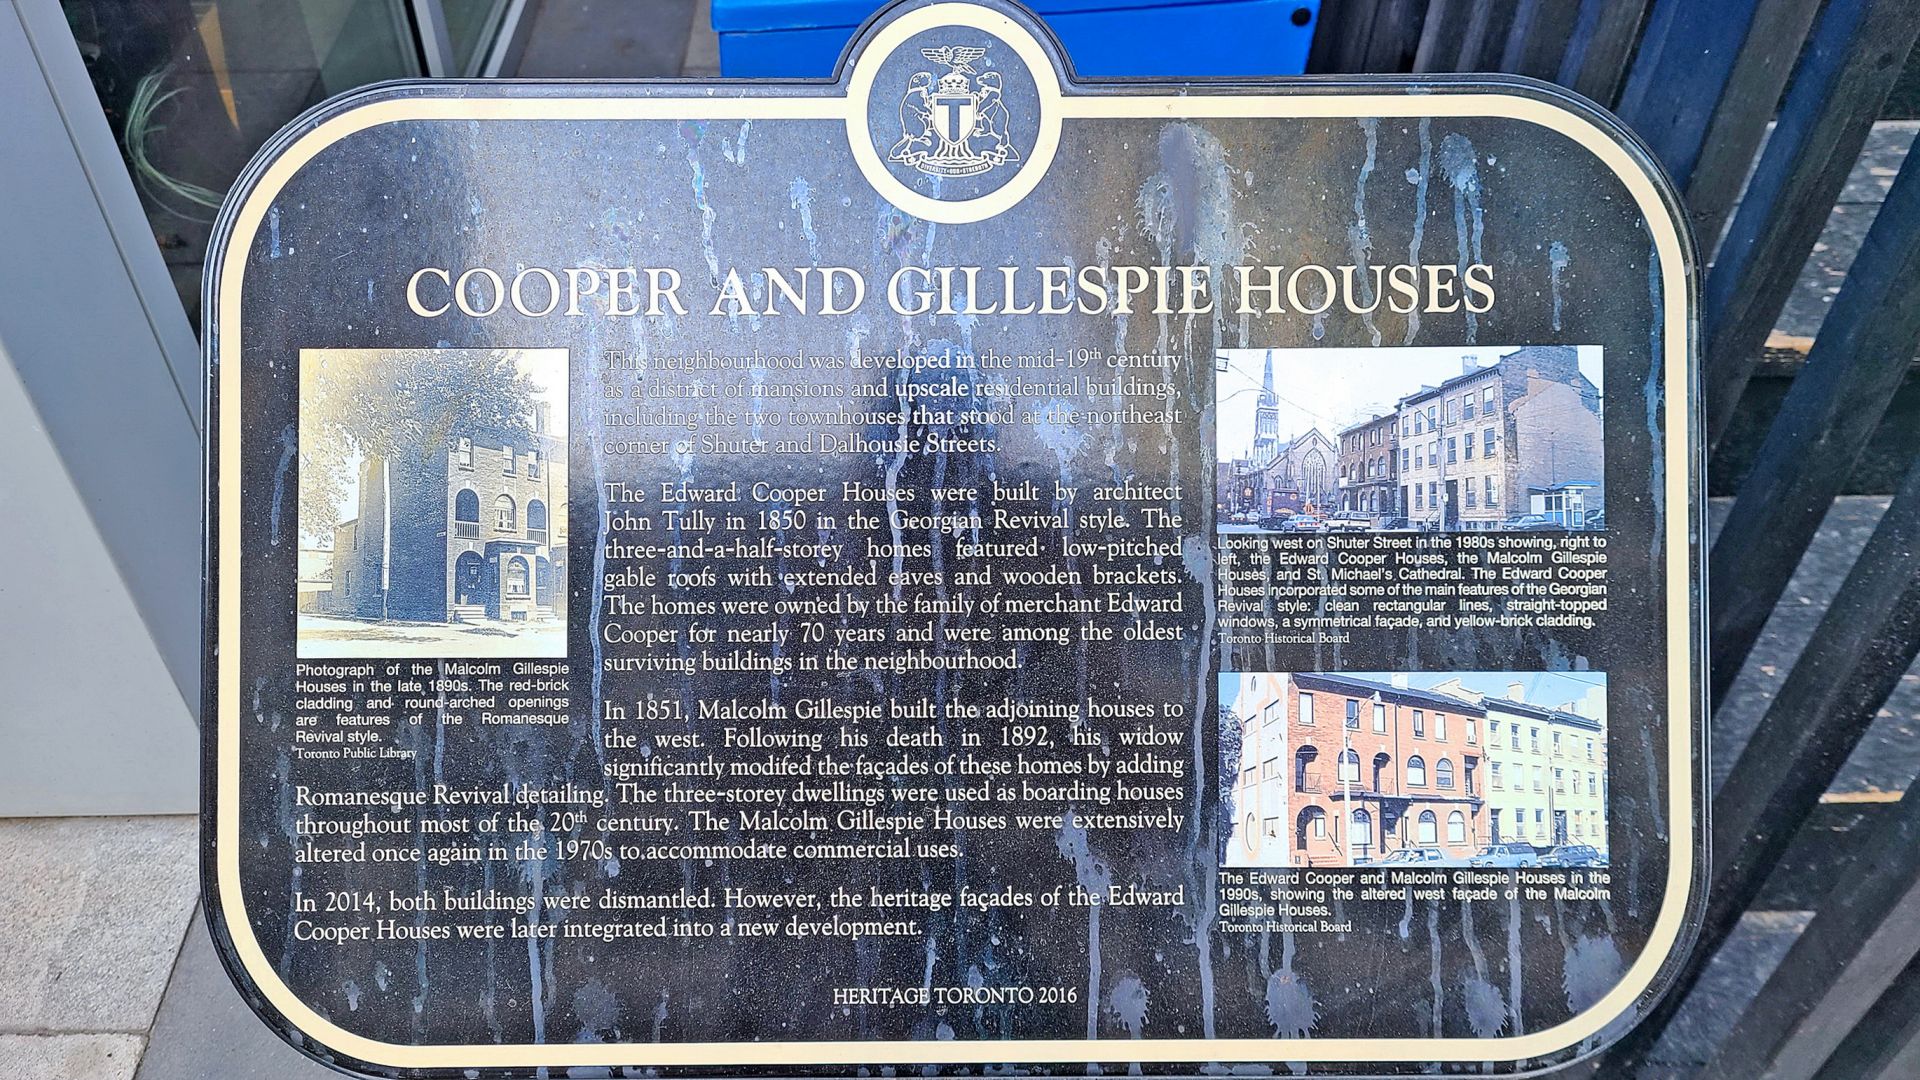 DIVERSITY OUR STRENGTH
COOPER AND GILLESPIE HOUSES
This neighbourhood was developed in the mid-19th century
as a district of mansions and upscale residential buildings,
including the two townhouses that stood at the northeast
corner of Shuter and Dalhousie Streets.
The Edward Cooper Houses were built by architect
John Tully in 1850 in the Georgian Revival style. The
three-and-a-half-storey homes featured low-pitched
gable roofs with extended eaves and wooden brackets.
The homes were owned by the family of merchant Edward
Cooper for nearly 70 years and were among the oldest
surviving buildings in the neighbourhood.
In 1851, Malcolm Gillespie built the adjoining houses to
the west. Following his death in 1892, his widow
significantly modifed the façades of these homes by adding
Romanesque Revival detailing. The three-storey dwellings were used as boarding houses
throughout most of the 20th century. The Malcolm Gillespie Houses were extensively
altered once again in the 1970s to accommodate commercial uses.
In 2014, both buildings were dismantled. However, the heritage façades of the Edward
Cooper Houses were later integrated into a new development.
HERITAGE TORONTO 2016
Photograph of the Malcolm Gillespie
Houses in the late 1890s. The red-brick
cladding and round-arched openings
are features of the Romanesque
Revival style.
Toronto Public Library
Looking west on Shuter Street in the 1980s showing, right to
left, the Edward Cooper Houses, the Malcolm Gillespie
Houses, and St. Michael's Cathedral. The Edward Cooper
Houses incorporated some of the main features of the Georgian
Revival style: clean rectangular lines, straight-topped
windows, a symmetrical façade, and yellow-brick cladding.
Toronto Historical Board
The Edward Cooper and Malcolm Gillespie Houses in the
1990s, showing the altered west façade of the Malcolm
Gillespie Houses.
Toronto Historical Board